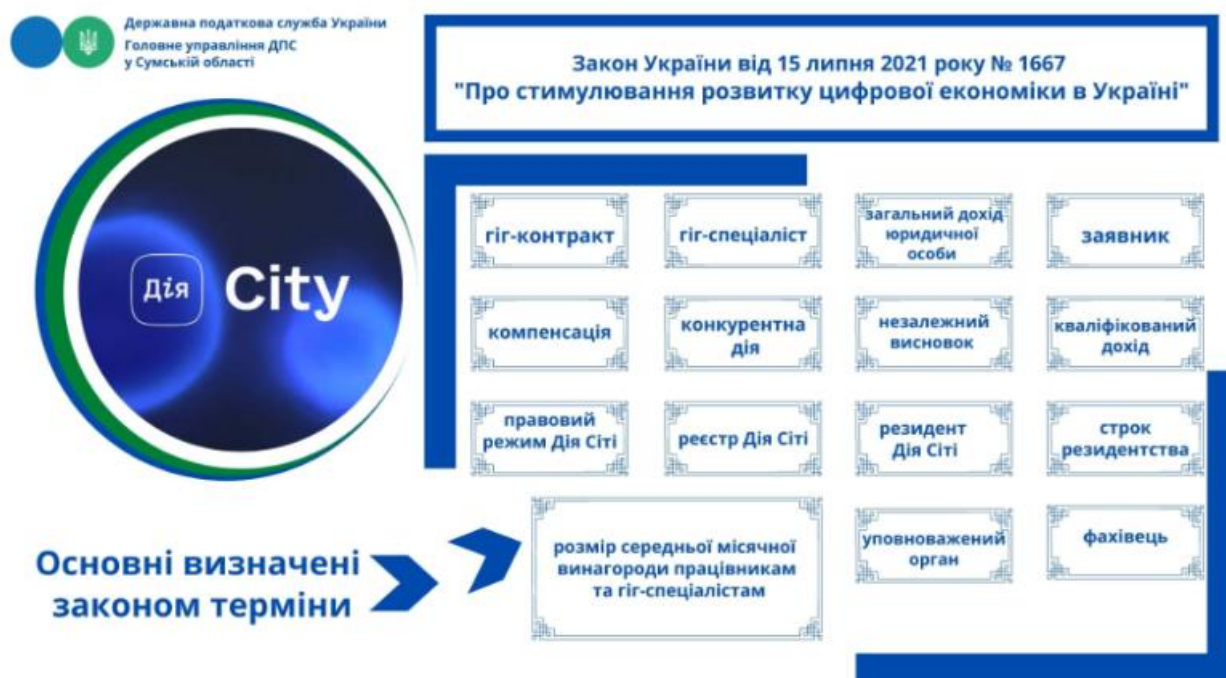 Державна податкова служба України
Головне управління ДПС
у Сумській області
Закон України від 15 липня 2021 року № 1667
"Про стимулювання розвитку цифрової економіки в Україні"
Дія City
гіг-контракт
гіг-спеціаліст
загальний дохід
юридичної
особи
заявник
компенсація
конкурентна
дія
незалежний
висновок
кваліфікований
дохід
правовий
режим Дія Сіті
реєстр Дія Сіті
резидент
Дія Сіті
строк
резидентства
Основні визначені
законом терміни
розмір середньої місячної
винагороди працівникам
та гіг-спеціалістам
уповноважений
орган
фахівець